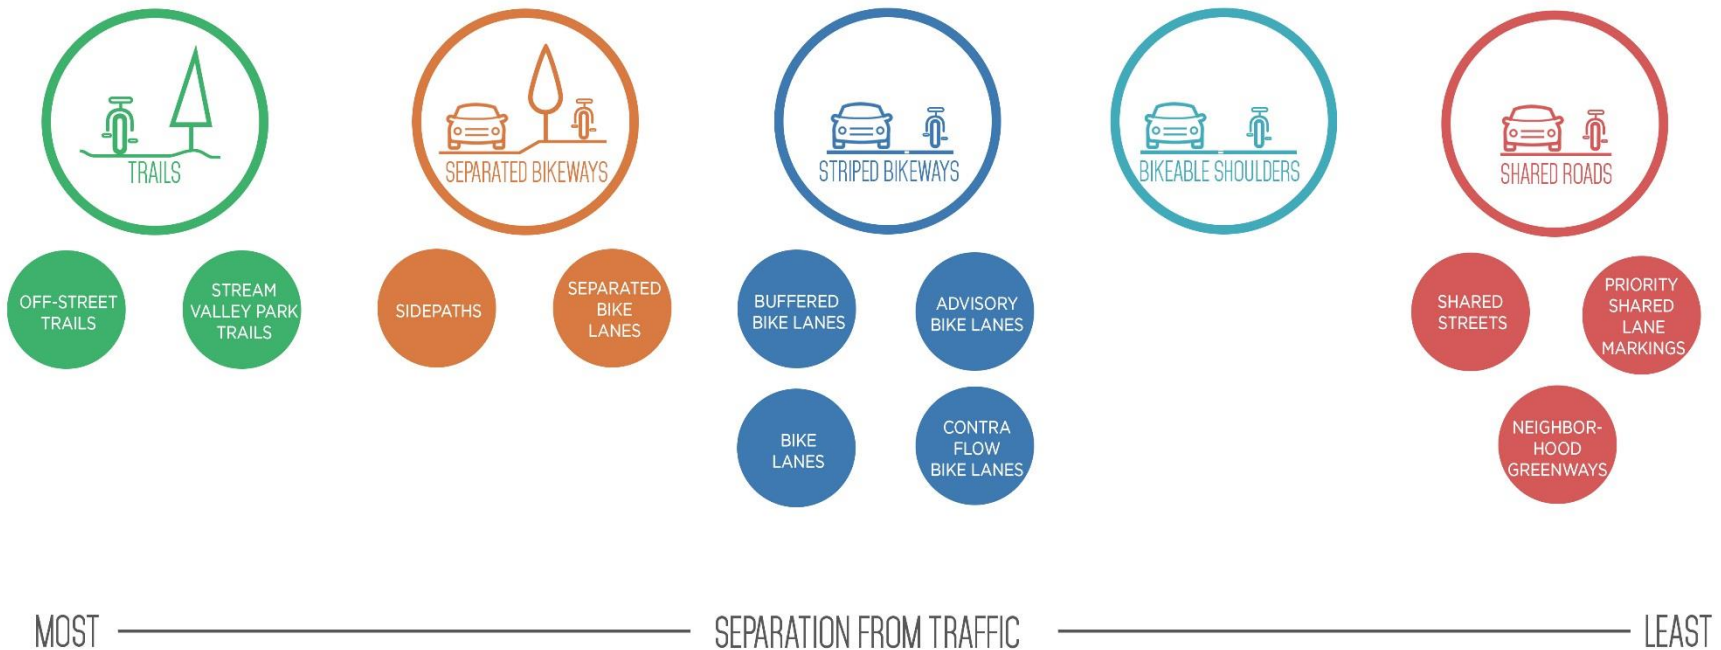 TRAILS
SEPARATED BIKEWAYS
STRIPED BIKEWAYS
BIKEABLE SHOULDERS
SHARED ROADS
OFF-STREET
TRAILS
STREAM
VALLEY PARK
TRAILS
SIDEPATHS
SEPARATED
BIKE
LANES
BUFFERED
BIKE LANES
ADVISORY
BIKE LANES
BIKE
LANES
CONTRA
FLOW
BIKE LANES
SHARED
STREETS
PRIORITY
SHARED
LANE
MARKINGS
NEIGHBOR-
HOOD
GREENWAYS
MOST
SEPARATION FROM TRAFFIC
LEAST